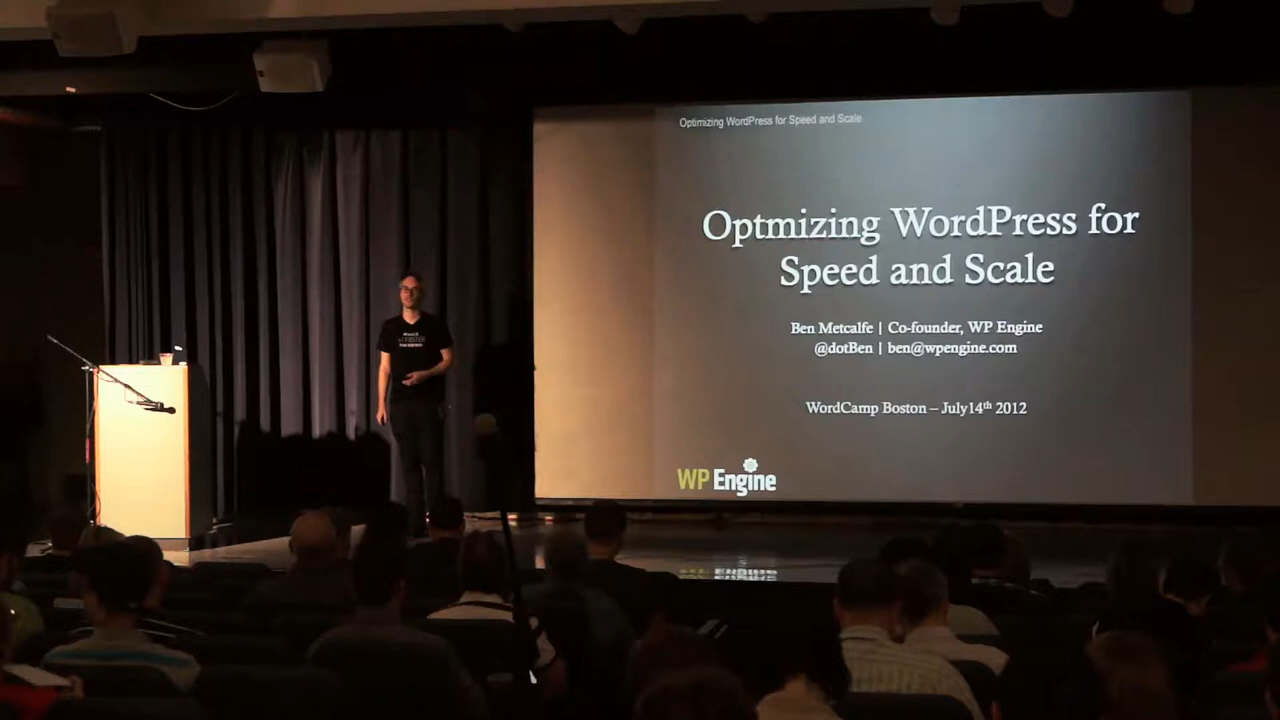 Optimizing WordPress for Speed and Scale
Optmizing WordPress for
Speed and Scale
Ben Metcalfe | Co-founder, WP Engine
@dotBen | ben@wpengine.com
WordCamp Boston – July14th 2012
WP Engine